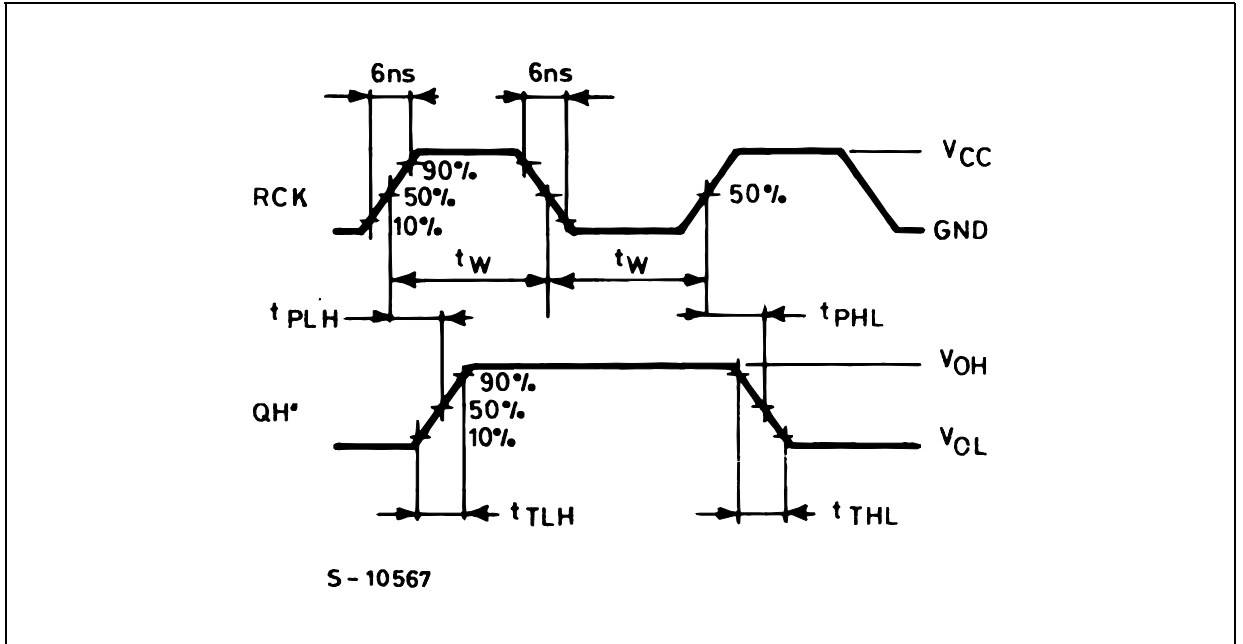 6ns 6ns
VCC
90%
RCK 50% 50%
10% GND
tW tW
tPLH tPHL
VOH
90%
QH' 50%
10% VOL
tTLH tTHL
S-10567